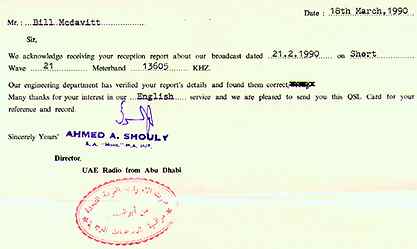 Date : 18th March,1990
Mr. : Bill Mcdavitt
Sir,
We acknowledge receiving your reception report about our broadcast dated 21.2.1990 on Short
Wave 21 Meterband 13605 KHZ.
Our engineering department has verified your report's details and found them correct,
Many thanks for your interest in our English service and we are pleased to send you this QSL Card for your
reference and record.
Sincerely Yours'
AHMED A. SHOULY
Director.
UAE Radio from Abu Dhabi